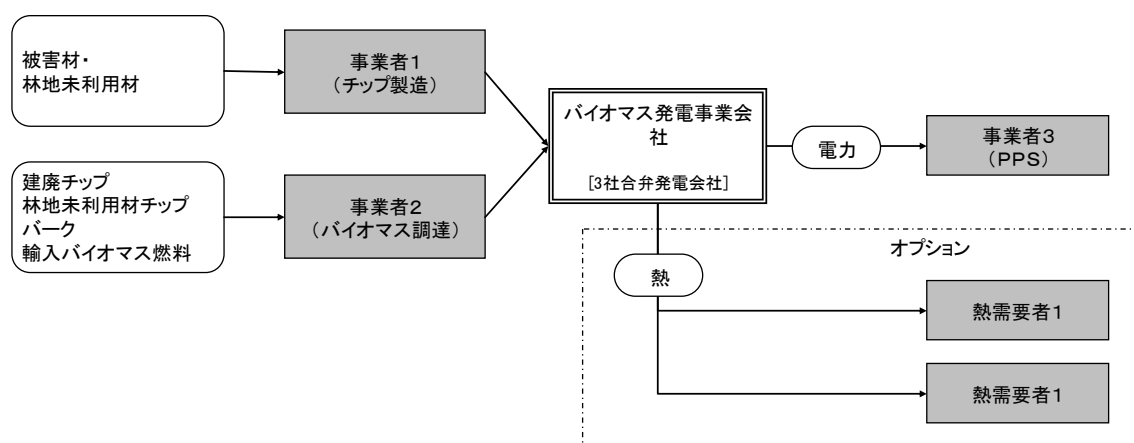 被害材・
林地未利用材
事業者1
（チップ製造）
建廃チップ
林地未利用材チップ
バーク
輸入バイオマス燃料
事業者2
（バイオマス調達）
バイオマス発電事業会
社
[3社合弁発電会社]
電力
事業者3
（PPS）
オプション
熱
熱需要者1
熱需要者1